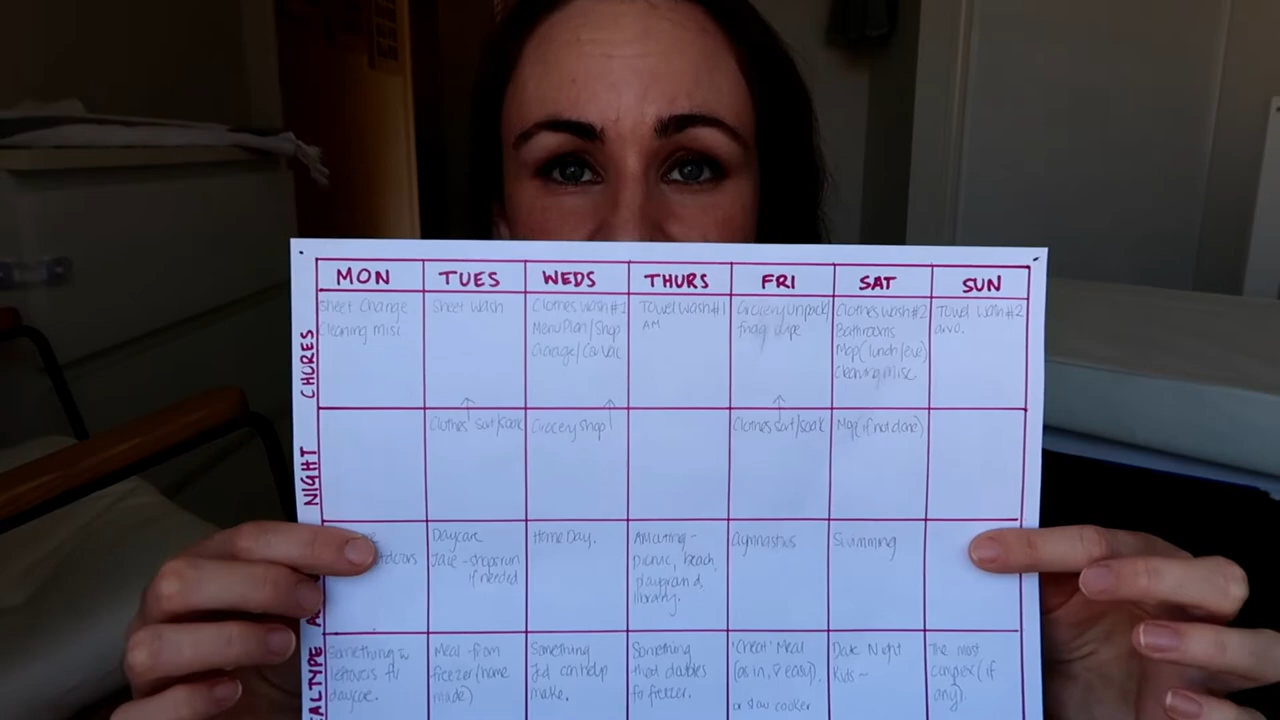 MON TUES WEDS THURS FRI SAT SUN
CHORES
Sheet Change
Cleaning misc
Sheet Wash
Clothes Wash #1
Menu Plan / Shop
Garage / Car Vac
Towel Wash #1
AM
Grocery Unpack/
fridge wipe
Clothes wash #2
Bathrooms
Mop (lunch/eve)
Cleaning Misc.
Towel Wash #2
arvo.
NIGHT
↑
Clothes sort/soak
↑
Grocery Shop
↑
Clothes sort/soak
Mop (if not done)
Daycare
- shops run
if needed
Home Day.
AM outing -
Picnic, beach,
playground,
library.
Gymnastics
Swimming
Something w
leftovers f/
daycare.
Meal from
freezer (home
made)
Something
can help
make.
Something
that doubles
for freezer.
'Cheat' Meal
(as in, easy).
or slow cooker
Date Night
Kids ~
The most
complex (if
any).